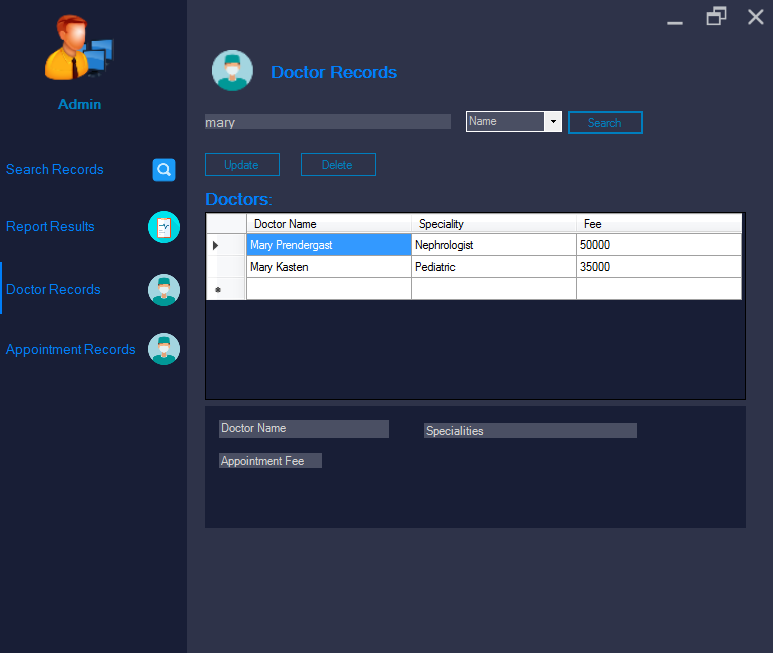 Admin
Search Records
Report Results
Doctor Records
Appointment Records
Doctor Records
mary Name Search
Update Delete
Doctors:
Doctor Name Speciality Fee
Mary Prendergast Nephrologist 50000
Mary Kasten Pediatric 35000
Doctor Name Specialities
Appointment Fee